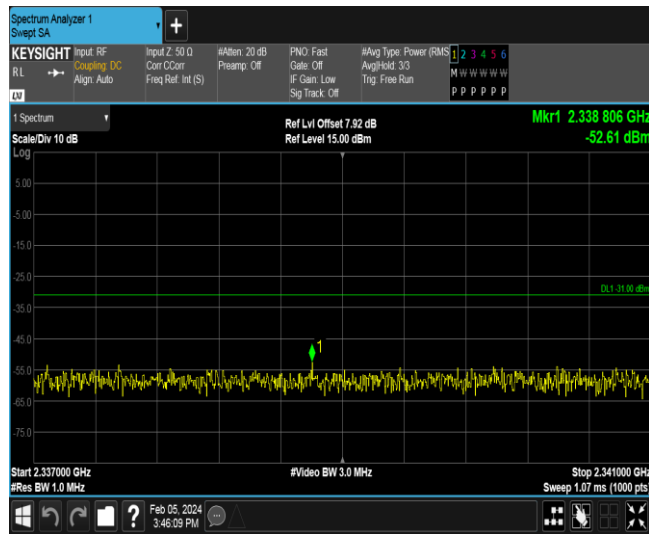 Spectrum Analyzer 1
Swept SA
+
KEYSIGHT
RL
LXI
Input: RF
Coupling: DC
Align: Auto
Input Z: 50 Ω
Corr CCorr
Freq Ref: Int (S)
#Atten: 20 dB
Preamp: Off
PNO: Fast
Gate: Off
IF Gain: Low
Sig Track: Off
#Avg Type: Power (RMS
Avg|Hold: 3/3
Trig: Free Run
1 2 3 4 5 6
M W W W W W
P P P P P P
1 Spectrum
Scale/Div 10 dB
Log
Ref Lvl Offset 7.92 dB
Ref Level 15.00 dBm
Mkr1 2.338 806 GHz
-52.61 dBm
5.00
-5.00
-15.0
-25.0
-35.0
-45.0
-55.0
-65.0
-75.0
DL1 -31.00 dBm
1
Start 2.337000 GHz
#Res BW 1.0 MHz
#Video BW 3.0 MHz
Stop 2.341000 GHz
Sweep 1.07 ms (1000 pts)
?
Feb 05, 2024
3:46:09 PM